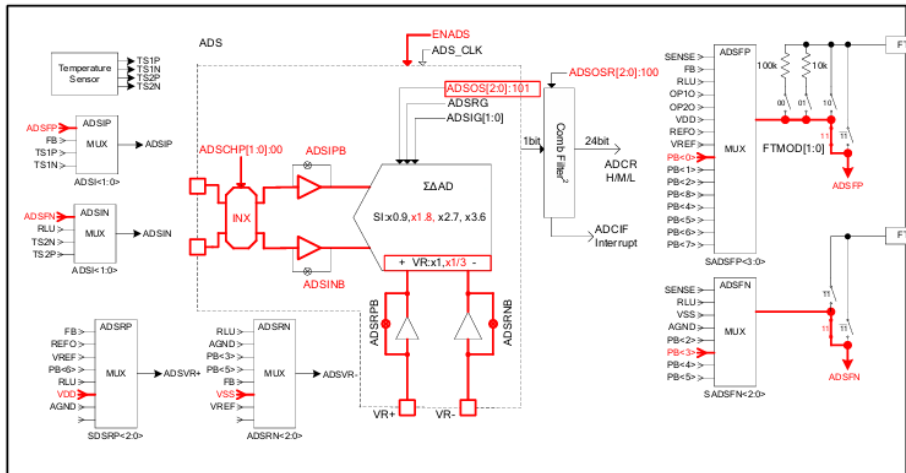 ADS
ENADS
ADS_CLK
Temperature
Sensor
TS1P
TS1N
TS2P
TS2N
ADSFP
FB
TS1P
TS1N
ADSIP
MUX
ADSIP
ADSI<1:0>
ADSFN
RLU
TS2N
TS2P
ADSIN
MUX
ADSIN
ADSI<1:0>
ADSCHP[1:0]:00
INX
ADSIPB
ADSINB
ADSOS[2:0]:101
ADSRG
ADSIG[1:0]
ΣΔAD
SI:x0.9, x1.8, x2.7, x3.6
+ VR:x1,x1/3 -
ADSRPB
ADSRNB
VR+
VR-
ADSOSR[2:0]:100
1bit
Comb Filter²
24bit
ADCR
H/M/L
ADCIF
Interrupt
FB
REFO
VREF
PB<6>
RLU
VDD
AGND
ADSRP
MUX
ADSVR+
SDSRP<2:0>
RLU
AGND
PB<3>
PB<5>
FB
VSS
VREF
ADSRN
MUX
ADSVR-
ADSRN<2:0>
SENSE
FB
RLU
OP1O
OP2O
VDD
REFO
VREF
PB<0>
PB<1>
PB<2>
PB<8>
PB<4>
PB<5>
PB<6>
PB<7>
ADSFP
MUX
SADSFP<3:0>
100k
10k
00
01
10
11
11
FTMOD[1:0]
ADSFP
FT
SENSE
RLU
VSS
AGND
PB<2>
PB<3>
PB<4>
PB<5>
ADSFN
MUX
SADSFN<2:0>
11
11
11
ADSFN
FT